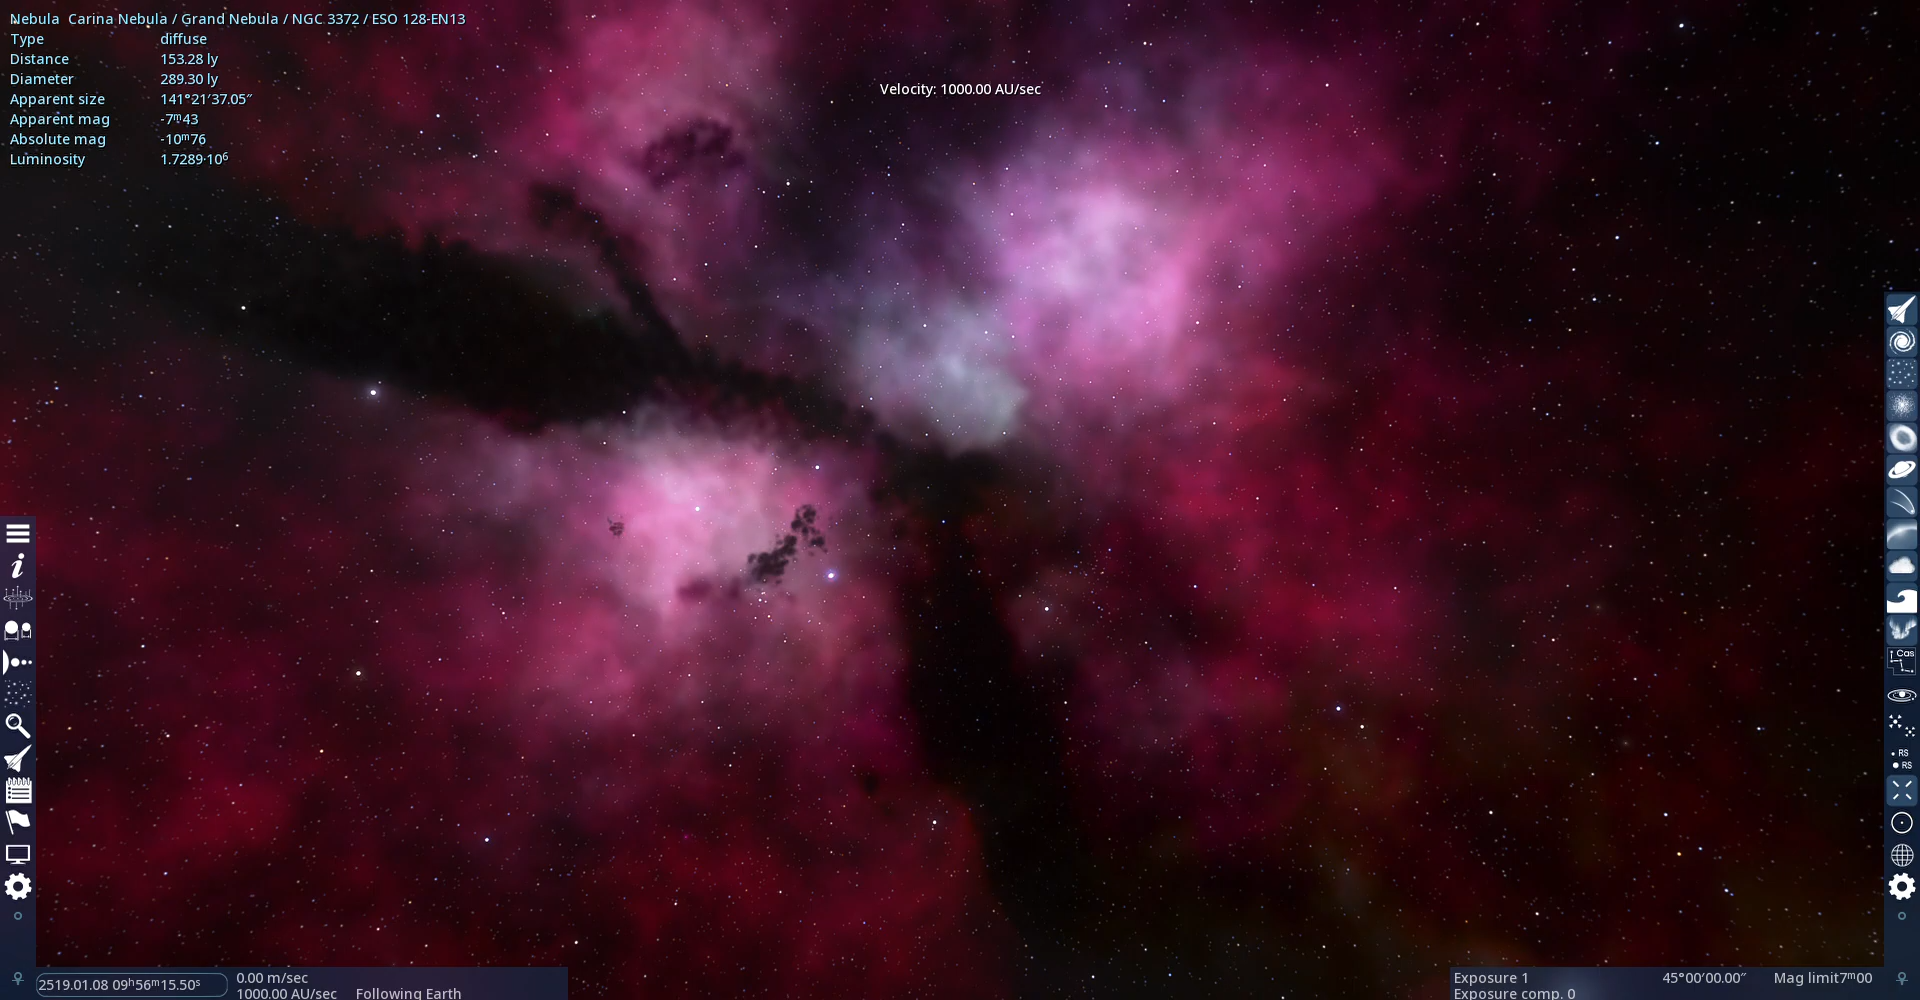 Nebula Carina Nebula / Grand Nebula / NGC 3372 / ESO 128-EN13
Type diffuse
Distance 153.28 ly
Diameter 289.30 ly
Apparent size 141°21′37.05″
Apparent mag -7ᵐ43
Absolute mag -10ᵐ76
Luminosity 1.7289·10⁶
Velocity: 1000.00 AU/sec
Cas
RS
RS
2519.01.08 09ʰ56ᵐ15.50ˢ
0.00 m/sec
1000.00 AU/sec Following Earth
Exposure 1 45°00′00.00″ Mag limit7ᵐ00
Exposure comp. 0